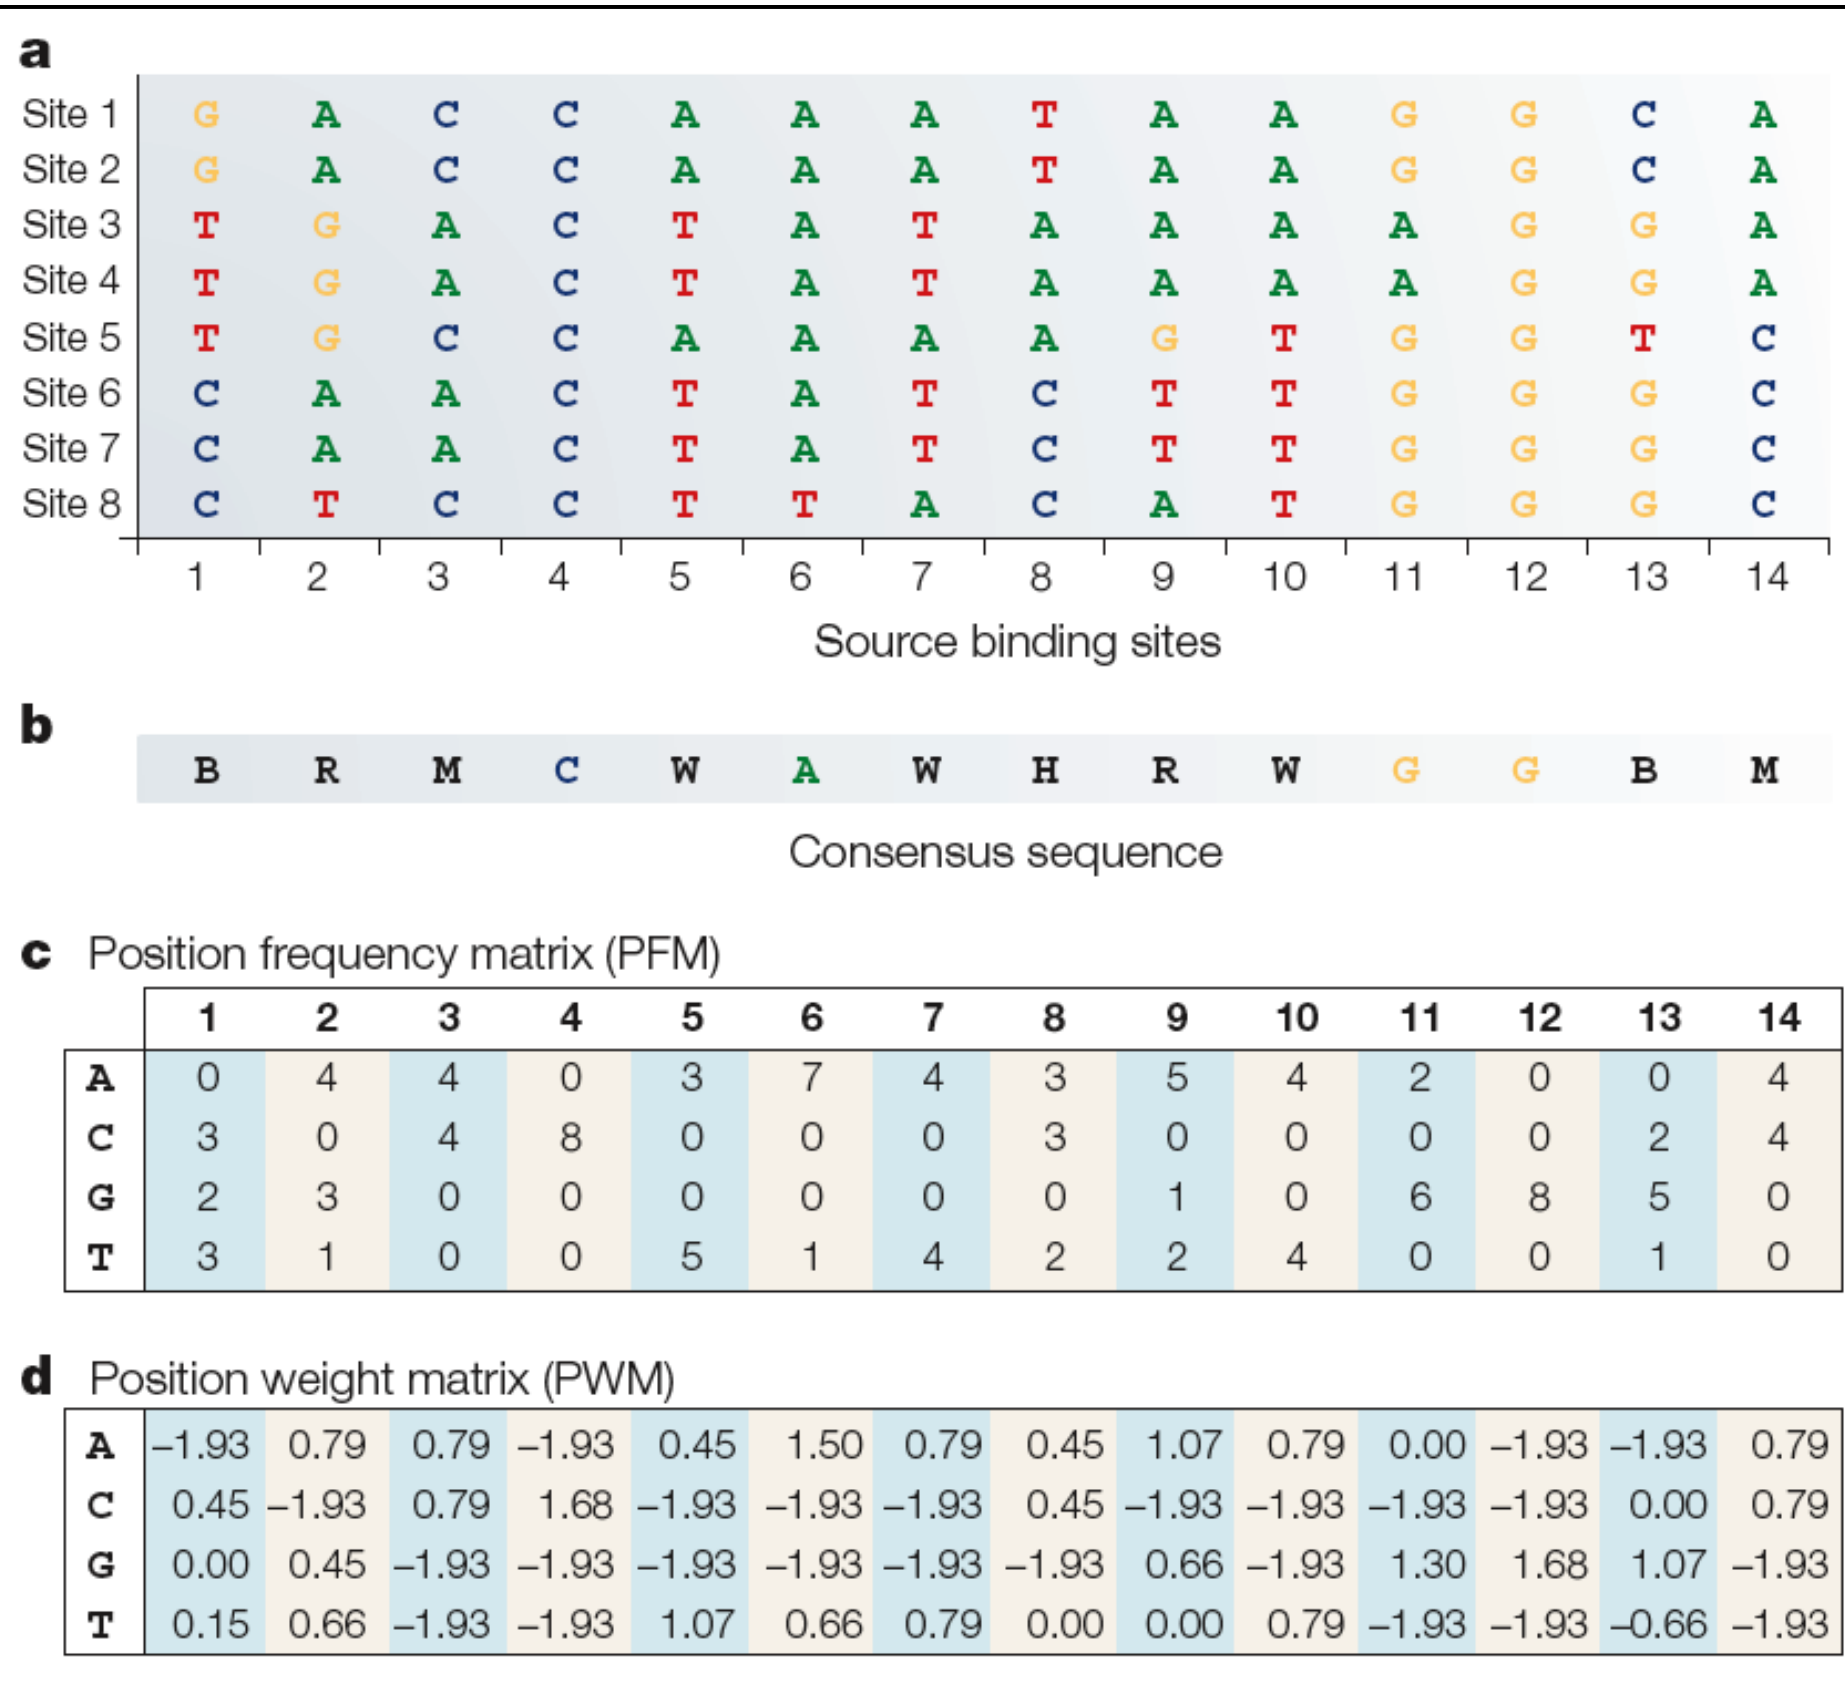 a
Site 1 G A C C A A A T A A G G C A
Site 2 G A C C A A A T A A G G C A
Site 3 T G A C T A T A A A A G G A
Site 4 T G A C T A T A A A A G G A
Site 5 T G C C A A A A G T G G T C
Site 6 C A A C T A T C T T G G G C
Site 7 C A A C T A T C T T G G G C
Site 8 C T C C T T A C A T G G G C
1 2 3 4 5 6 7 8 9 10 11 12 13 14
Source binding sites
b
B R M C W A W H R W G G B M
Consensus sequence
c Position frequency matrix (PFM)
1 2 3 4 5 6 7 8 9 10 11 12 13 14
A 0 4 4 0 3 7 4 3 5 4 2 0 0 4
C 3 0 4 8 0 0 0 3 0 0 0 0 2 4
G 2 3 0 0 0 0 0 0 1 0 6 8 5 0
T 3 1 0 0 5 1 4 2 2 4 0 0 1 0
d Position weight matrix (PWM)
A –1.93 0.79 0.79 –1.93 0.45 1.50 0.79 0.45 1.07 0.79 0.00 –1.93 –1.93 0.79
C 0.45 –1.93 0.79 1.68 –1.93 –1.93 –1.93 0.45 –1.93 –1.93 –1.93 –1.93 0.00 0.79
G 0.00 0.45 –1.93 –1.93 –1.93 –1.93 –1.93 –1.93 0.66 –1.93 1.30 1.68 1.07 –1.93
T 0.15 0.66 –1.93 –1.93 1.07 0.66 0.79 0.00 0.00 0.79 –1.93 –1.93 –0.66 –1.93